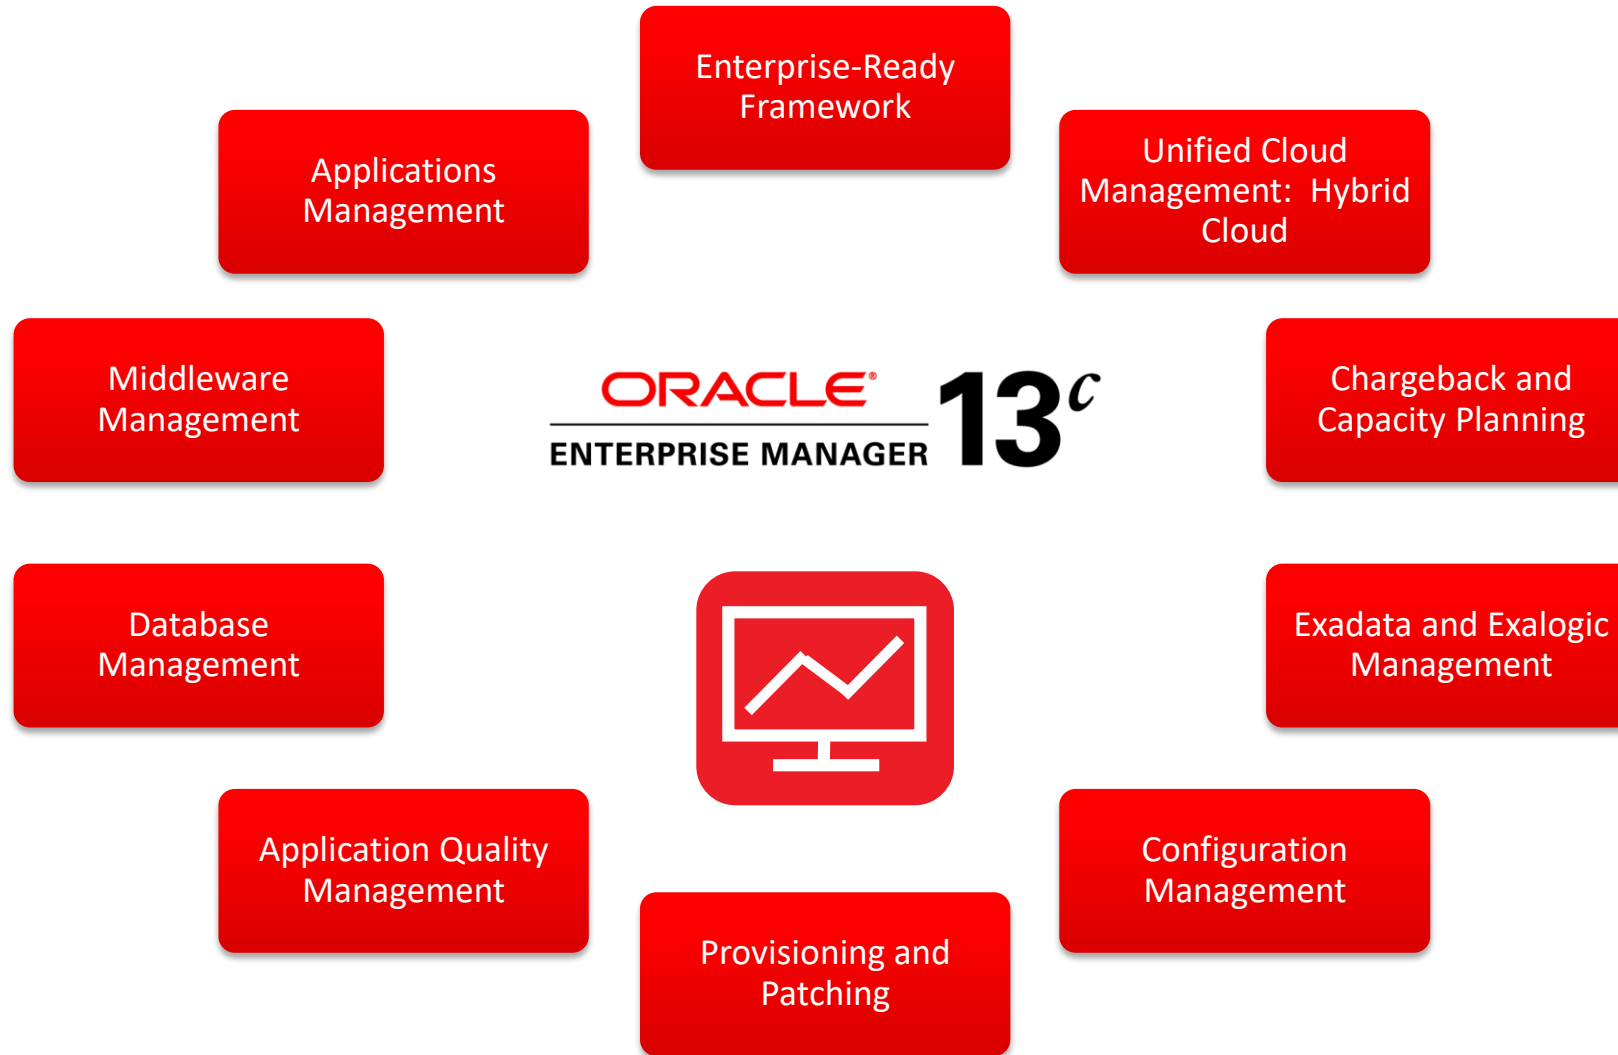 Enterprise-Ready
Framework
Applications
Management
Unified Cloud
Management:  Hybrid
Cloud
Middleware
Management
ORACLE®
ENTERPRISE MANAGER
13c
Chargeback and
Capacity Planning
Database
Management
Exadata and Exalogic
Management
Application Quality
Management
Configuration
Management
Provisioning and
Patching